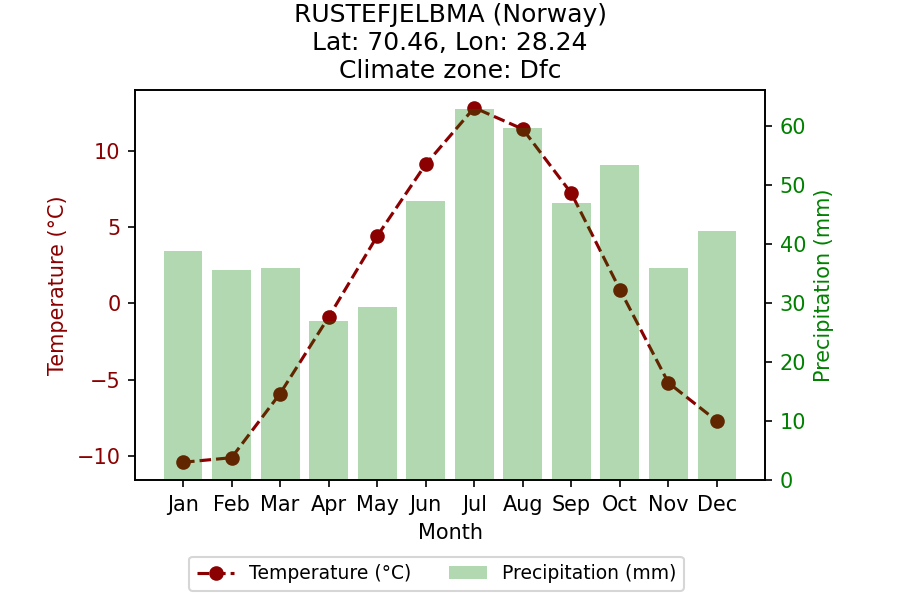 RUSTEFJELBMA (Norway)
Lat: 70.46, Lon: 28.24
Climate zone: Dfc
10
5
0
−5
−10
Temperature (°C)
60
50
40
30
20
10
0
Precipitation (mm)
Jan Feb Mar Apr May Jun Jul Aug Sep Oct Nov Dec
Month
Temperature (°C) Precipitation (mm)